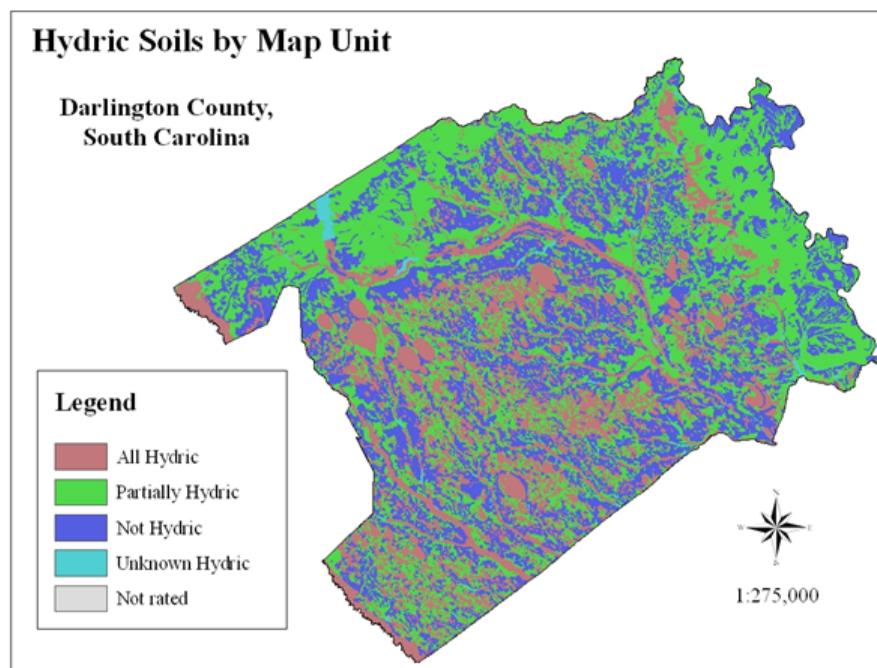 Hydric Soils by Map Unit
Darlington County,
South Carolina
Legend
All Hydric
Partially Hydric
Not Hydric
Unknown Hydric
Not rated
N
W
E
S
1:275,000